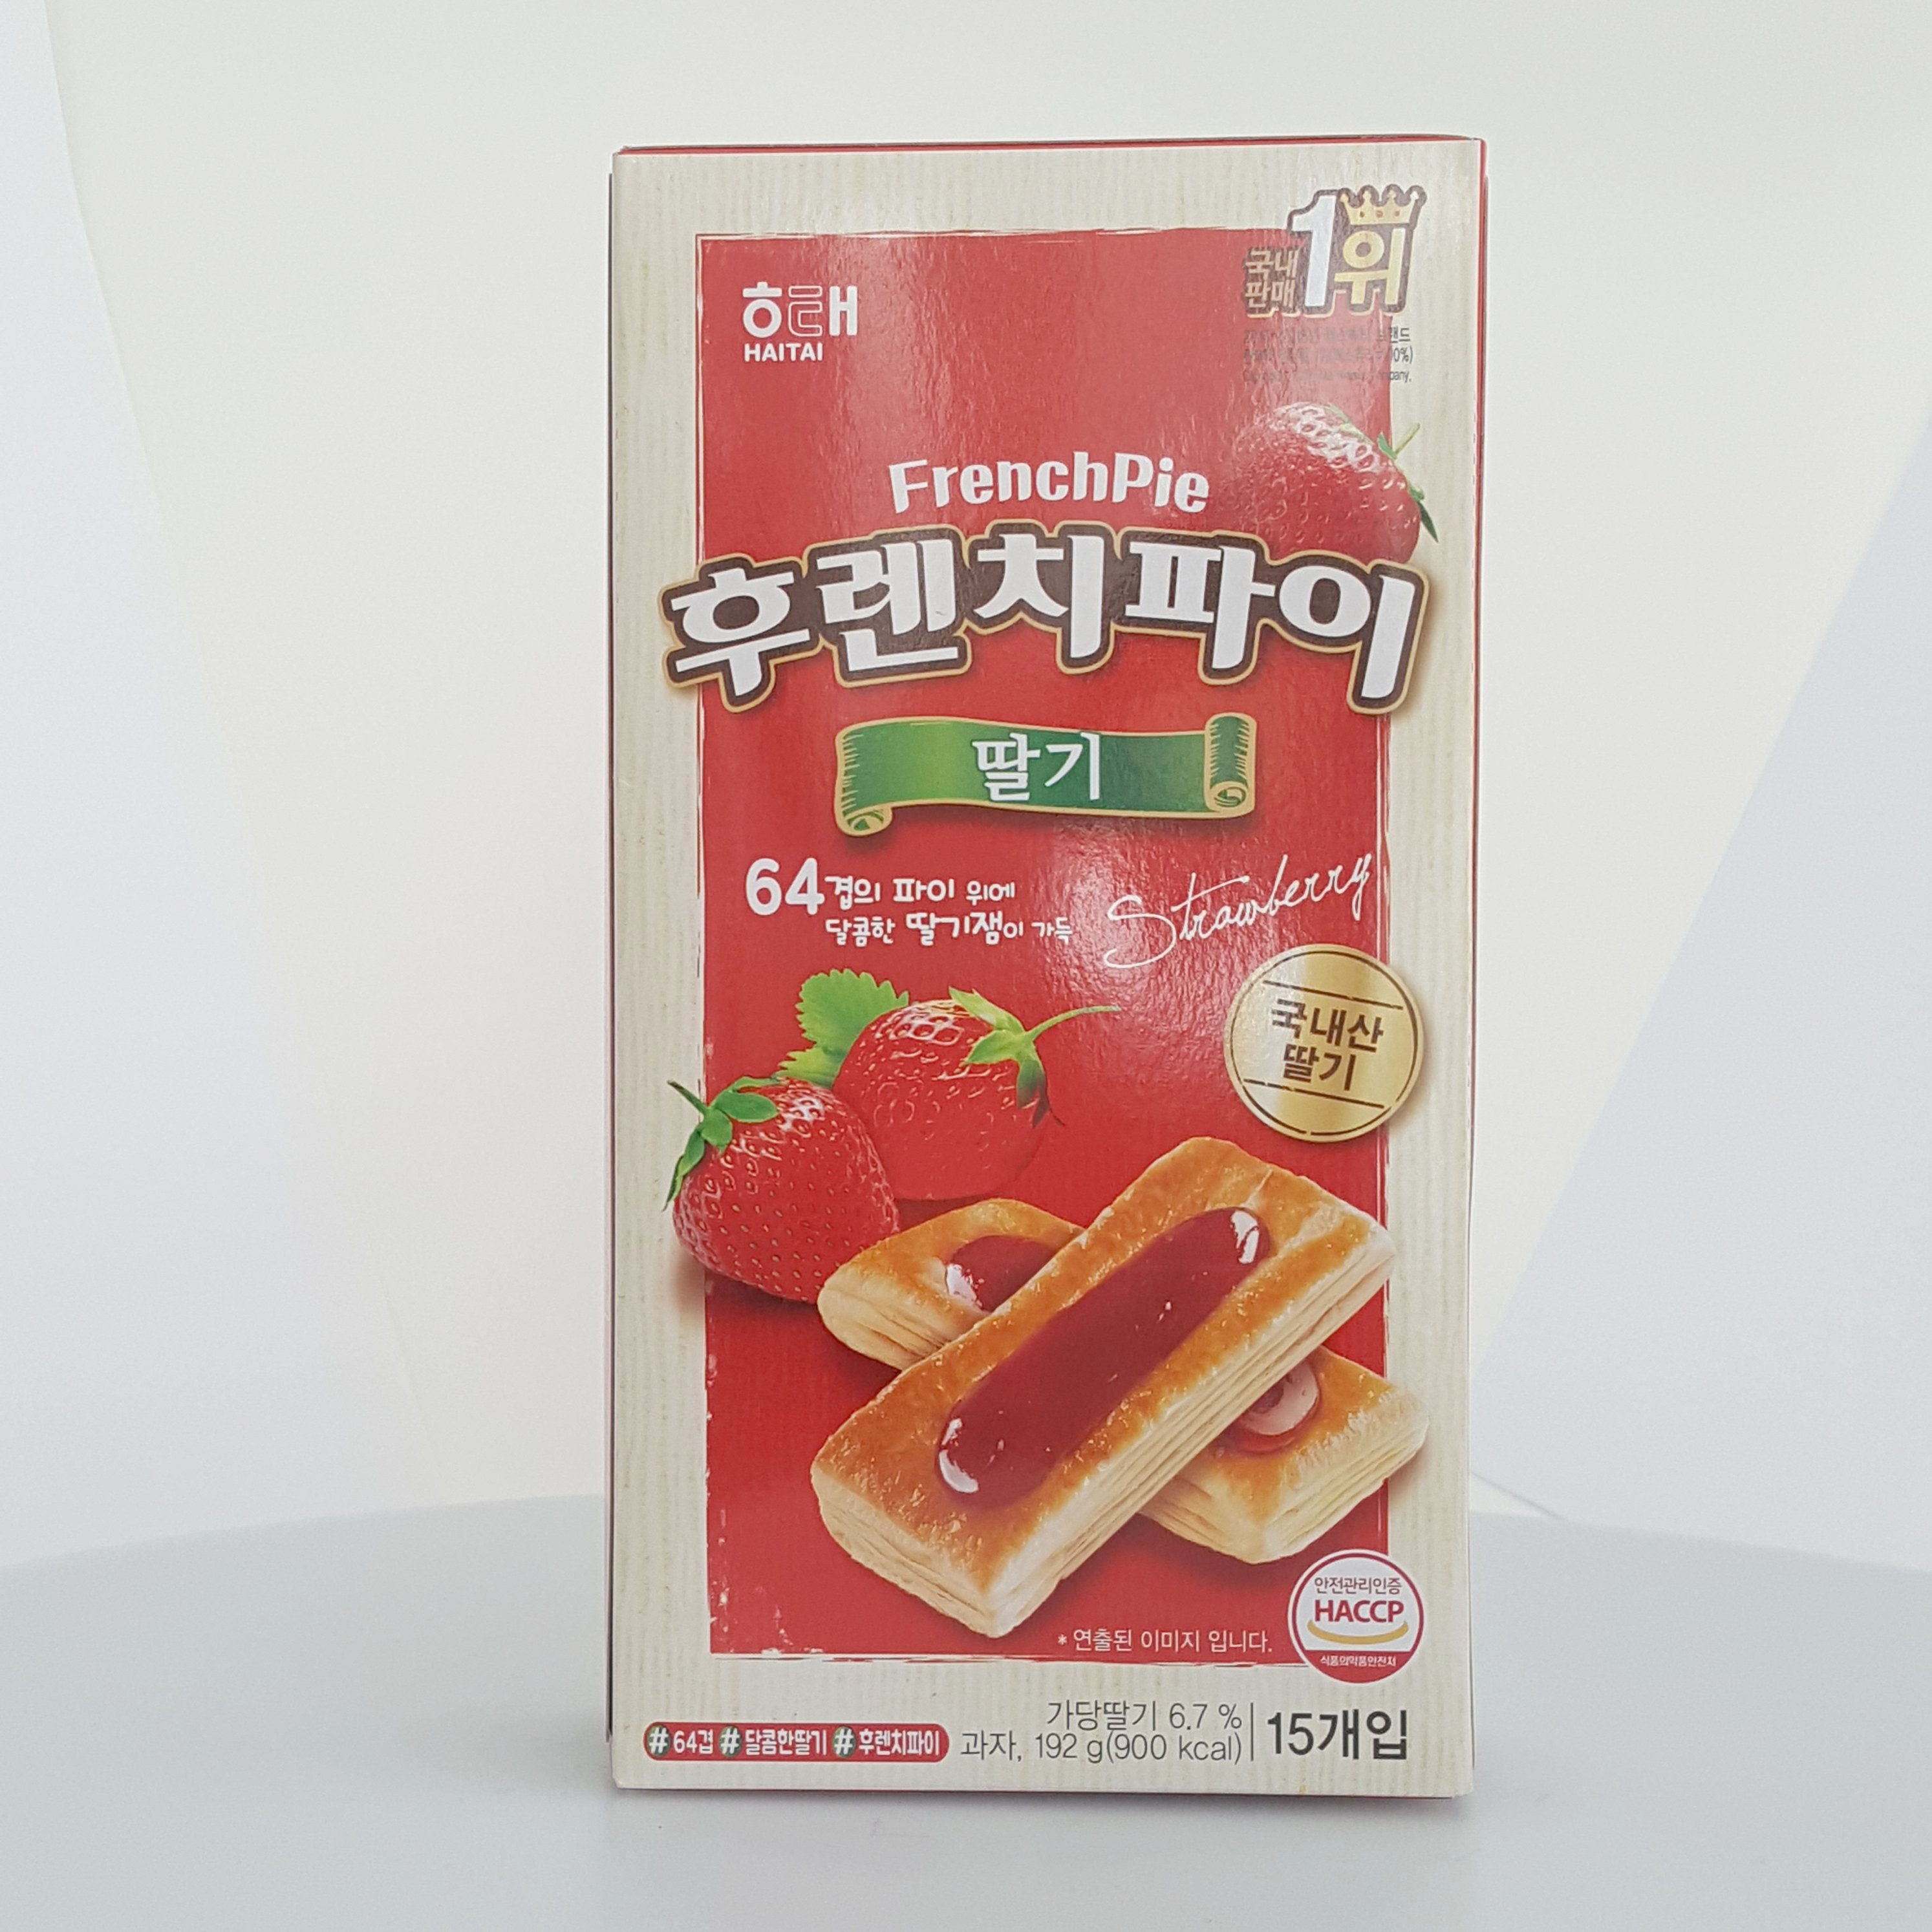 해태
HAITAI
국내
판매
1위
랜드
FrenchPie
후렌치파이
딸기
64겹의 파이 위에
달콤한 딸기잼이 가득
Strawberry
국내산
딸기
안전관리인증
HACCP
식품의약품안전처
* 연출된 이미지 입니다.
가당딸기 6.7 %
#64겹 #달콤한딸기 #후렌치파이
과자, 192 g(900 kcal)
15개입